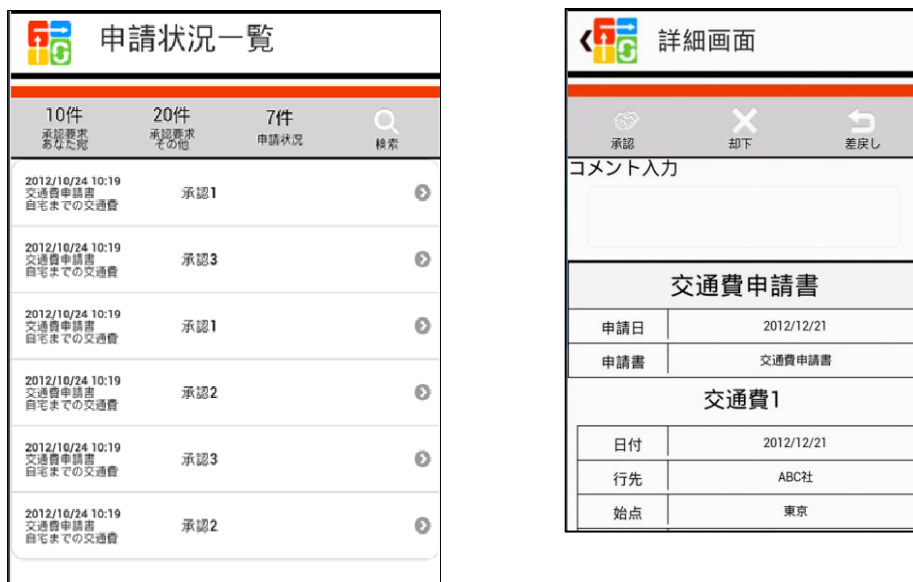 申請状況一覧
10件
承認要求
あなた宛
20件
承認要求
その他
7件
申請状況
検索
2012/10/24 10:19
交通費申請書
自宅までの交通費
承認1
2012/10/24 10:19
交通費申請書
自宅までの交通費
承認3
2012/10/24 10:19
交通費申請書
自宅までの交通費
承認1
2012/10/24 10:19
交通費申請書
自宅までの交通費
承認2
2012/10/24 10:19
交通費申請書
自宅までの交通費
承認3
2012/10/24 10:19
交通費申請書
自宅までの交通費
承認2
詳細画面
承認
却下
差戻し
コメント入力
交通費申請書
申請日 2012/12/21
申請書 交通費申請書
交通費1
日付 2012/12/21
行先 ABC社
始点 東京